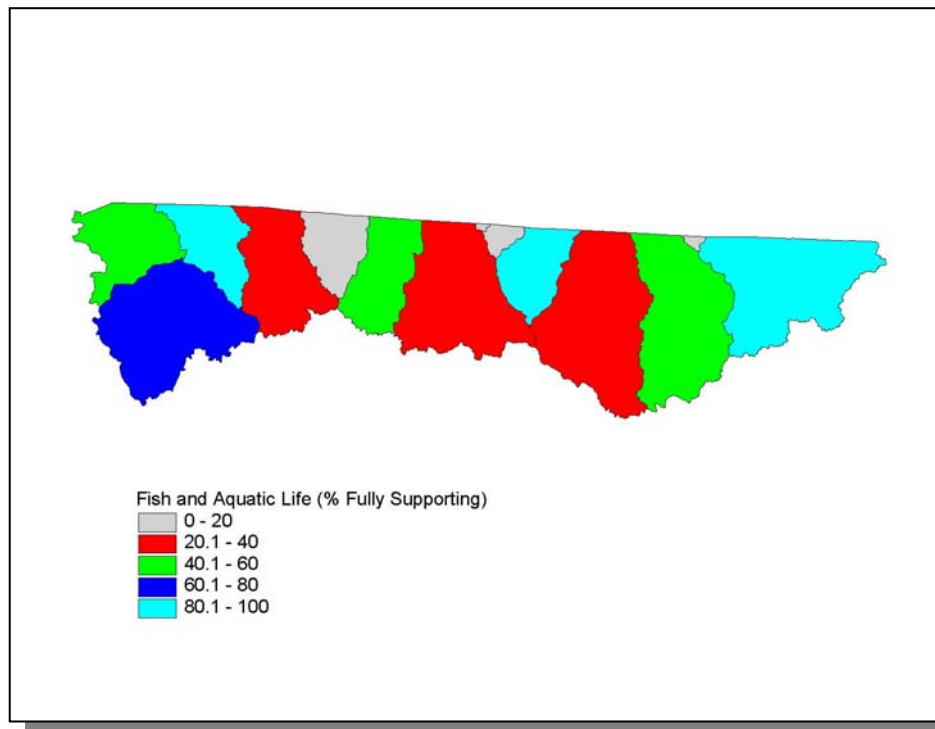 Fish and Aquatic Life (% Fully Supporting)
0 - 20
20.1 - 40
40.1 - 60
60.1 - 80
80.1 - 100